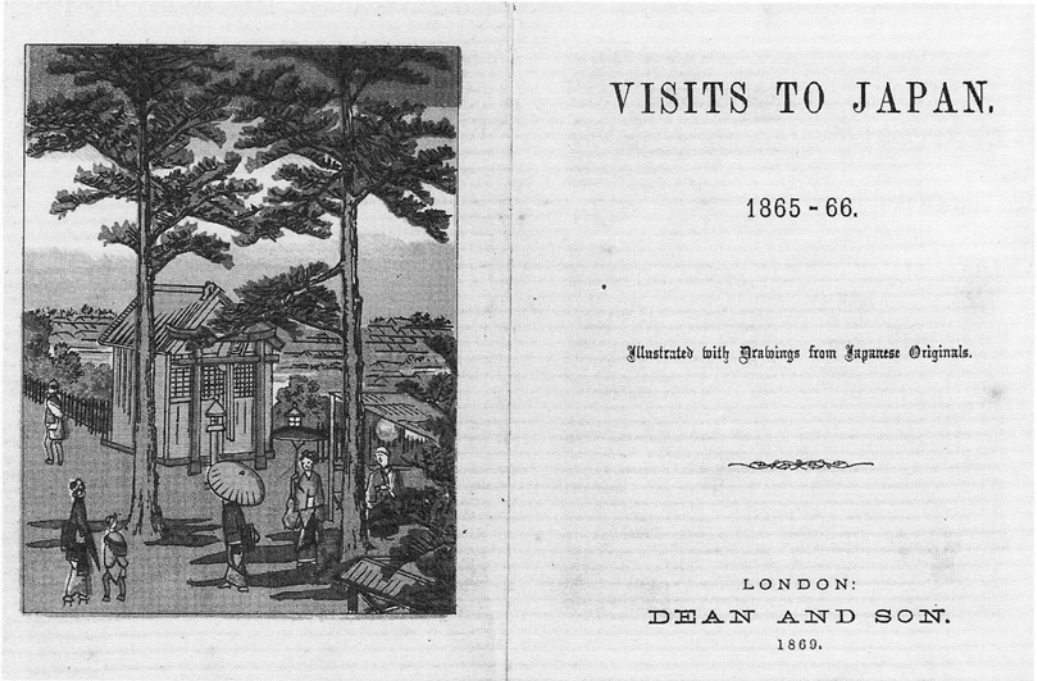 VISITS TO JAPAN.
1865 - 66.
Illustrated with Drawings from Japanese Originals.
LONDON:
DEAN AND SON.
1869.